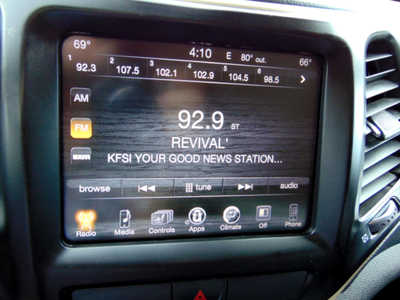 69° 4:10 E 80° out. 66°
1 92.3 2 107.5 3 102.1 4 102.9 5 104.5 6 98.5
AM
92.9 ST
FM
REVIVAL'
KFSI YOUR GOOD NEWS STATION...
browse tune audio
Radio Media Controls Apps Climate Off Phone